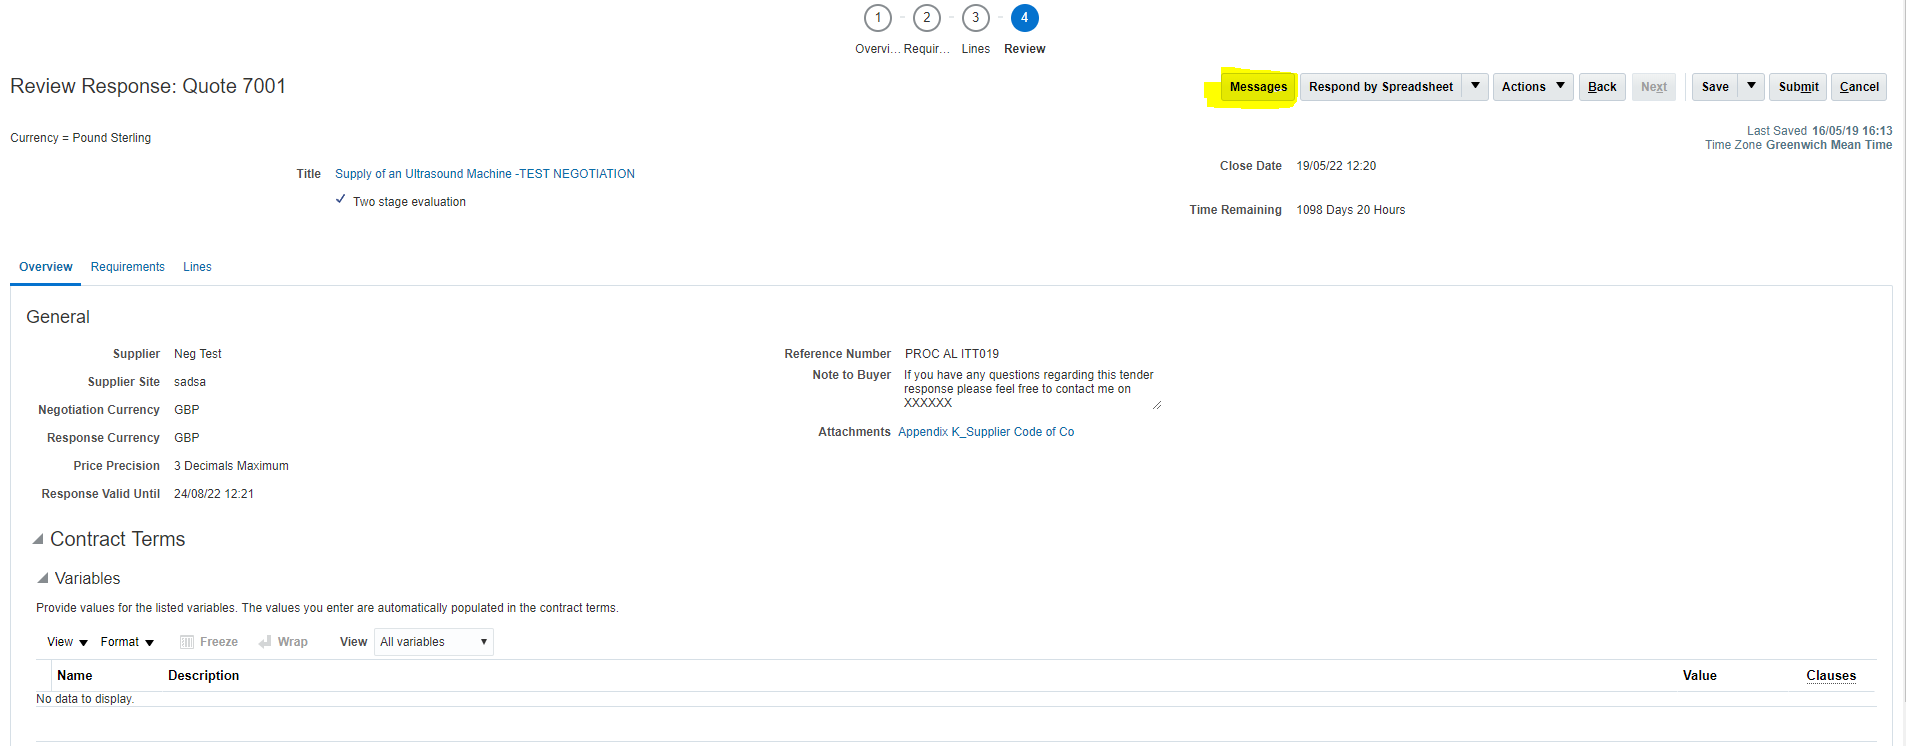 1 2 3 4
Overvi... Requir... Lines Review
Review Response: Quote 7001
Messages Respond by Spreadsheet Actions Back Next Save Submit Cancel
Currency = Pound Sterling
Last Saved 16/05/19 16:13
Time Zone Greenwich Mean Time
Title Supply of an Ultrasound Machine -TEST NEGOTIATION
Two stage evaluation
Close Date 19/05/22 12:20
Time Remaining 1098 Days 20 Hours
Overview Requirements Lines
General
Supplier Neg Test
Supplier Site sadsa
Negotiation Currency GBP
Response Currency GBP
Price Precision 3 Decimals Maximum
Response Valid Until 24/08/22 12:21
Reference Number PROC AL ITT019
Note to Buyer If you have any questions regarding this tender
response please feel free to contact me on
XXXXXX
Attachments Appendix K_Supplier Code of Co
Contract Terms
Variables
Provide values for the listed variables. The values you enter are automatically populated in the contract terms.
View Format Freeze Wrap View All variables
Name Description Value Clauses
No data to display.